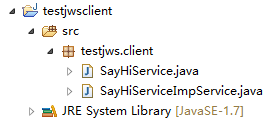 testjwsclient
src
testjws.client
SayHiService.java
SayHiServiceImpService.java
JRE System Library [JavaSE-1.7]